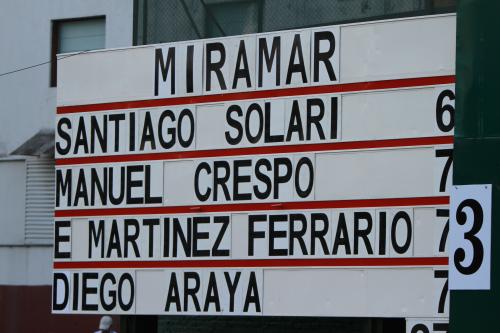 MIRAMAR
SANTIAGO SOLARI 6
MANUEL CRESPO 7
E MARTINEZ FERRARIO 7
DIEGO ARAYA 7
3